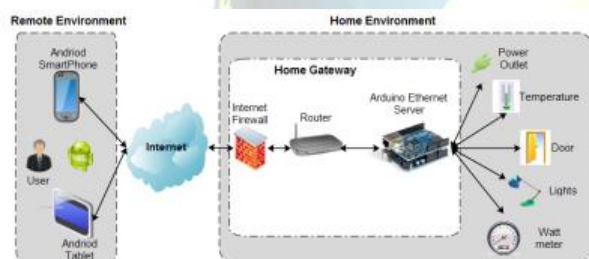 Remote Environment
Home Environment
Andriod
SmartPhone
User
Andriod
Tablet
Internet
Home Gateway
Internet
Firewall
Router
Arduino Ethernet
Server
Power
Outlet
Temperature
Door
Lights
Watt
meter